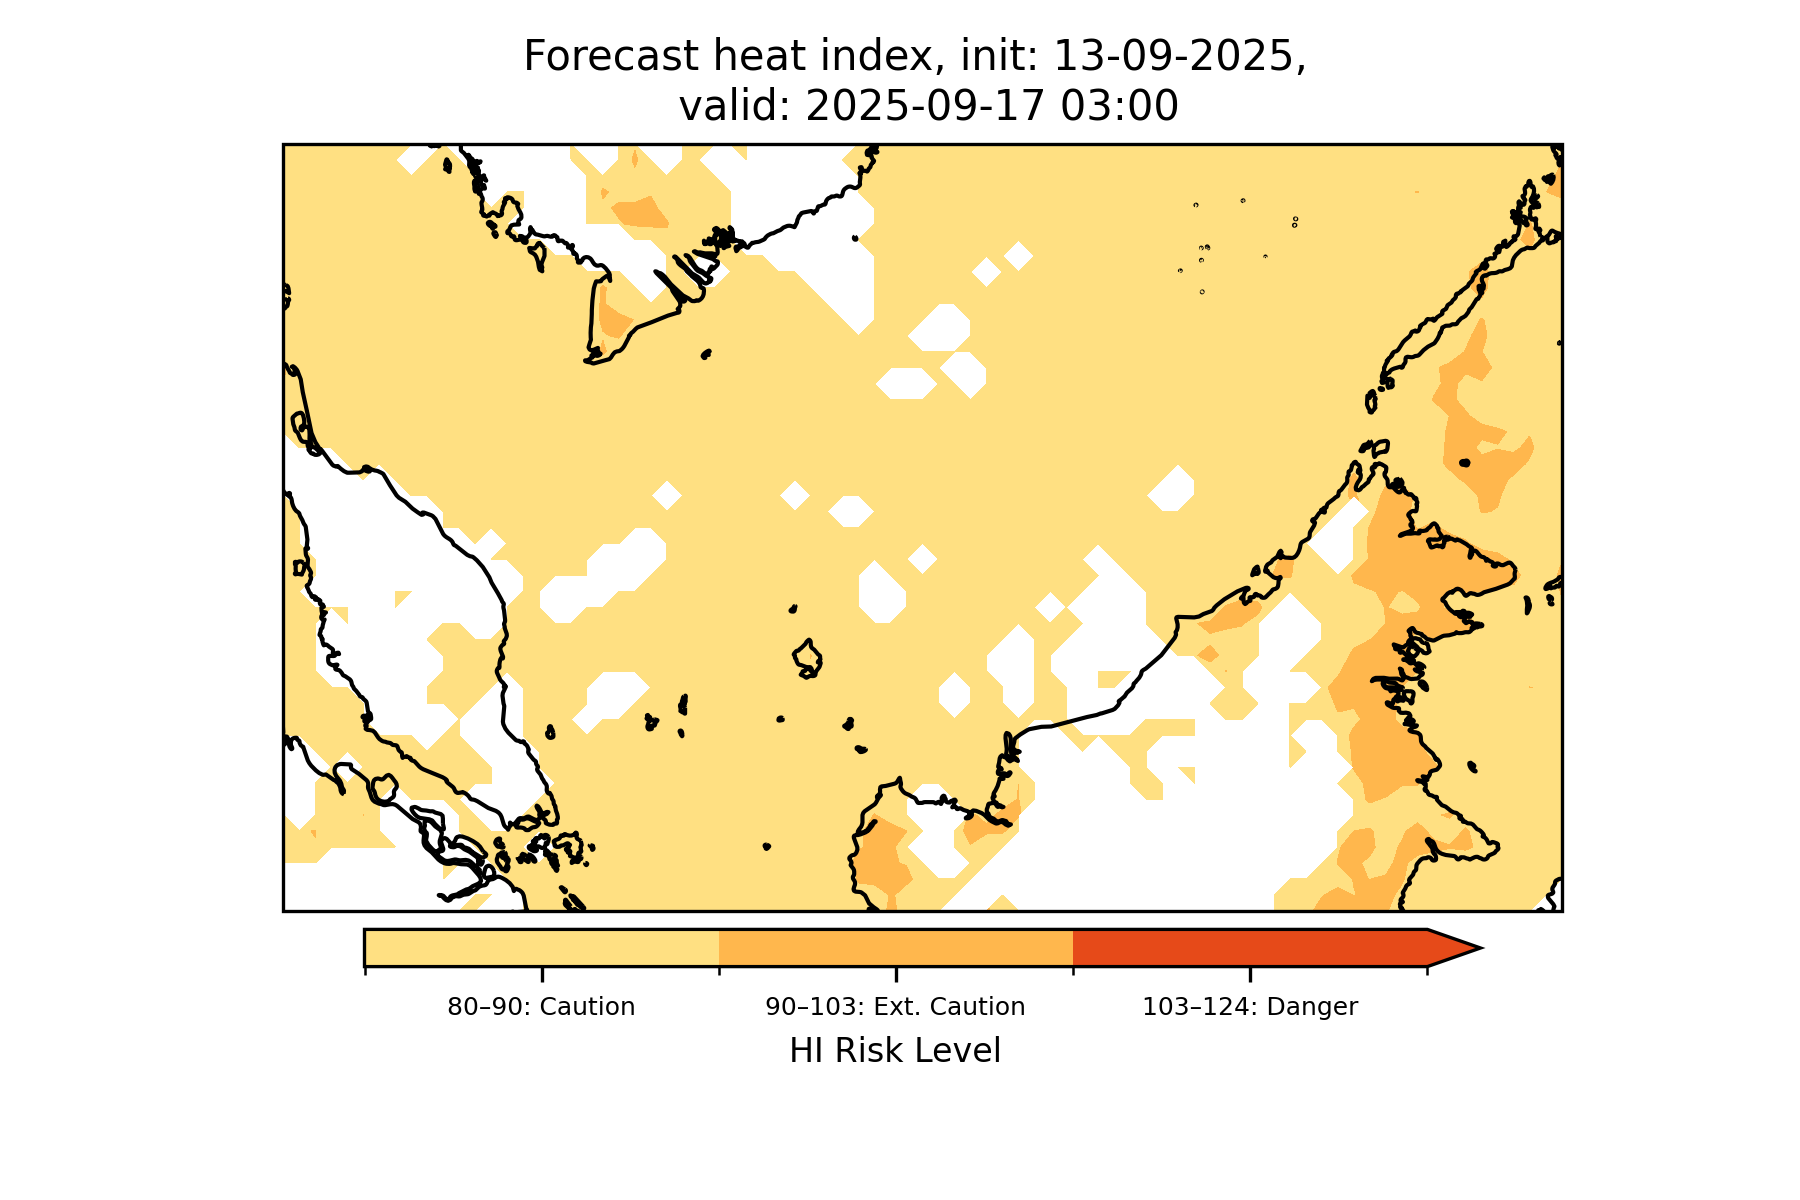 Forecast heat index, init: 13-09-2025,
valid: 2025-09-17 03:00
80–90: Caution
90–103: Ext. Caution
103–124: Danger
HI Risk Level